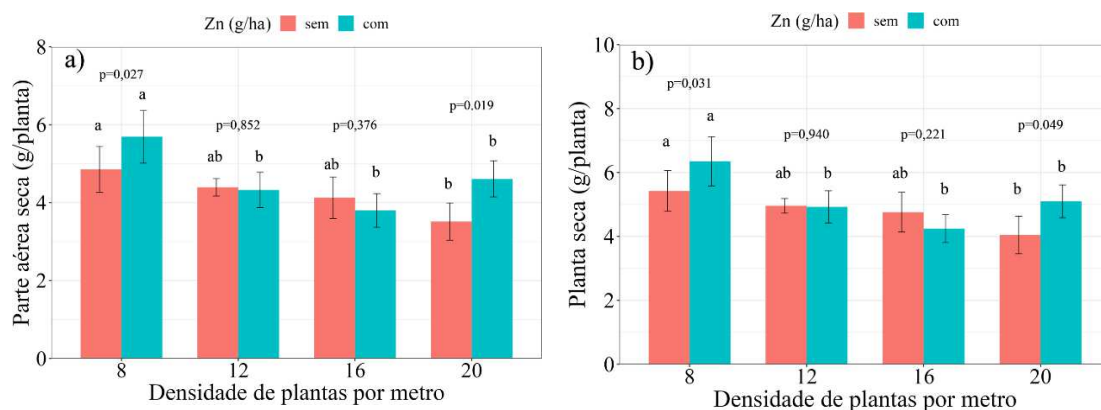 Zn (g/ha) sem com
a)
Parte aérea seca (g/planta)
8
6
4
2
0
p=0,027
p=0,852
p=0,376
p=0.019
a a
ab b
ab b
b b
8 12 16 20
Densidade de plantas por metro
Zn (g/ha) sem com
b)
Planta seca (g/planta)
10
8
6
4
2
0
p=0,031
p=0,940
p=0,221
p=0.049
a a
ab b
ab b
b b
8 12 16 20
Densidade de plantas por metro